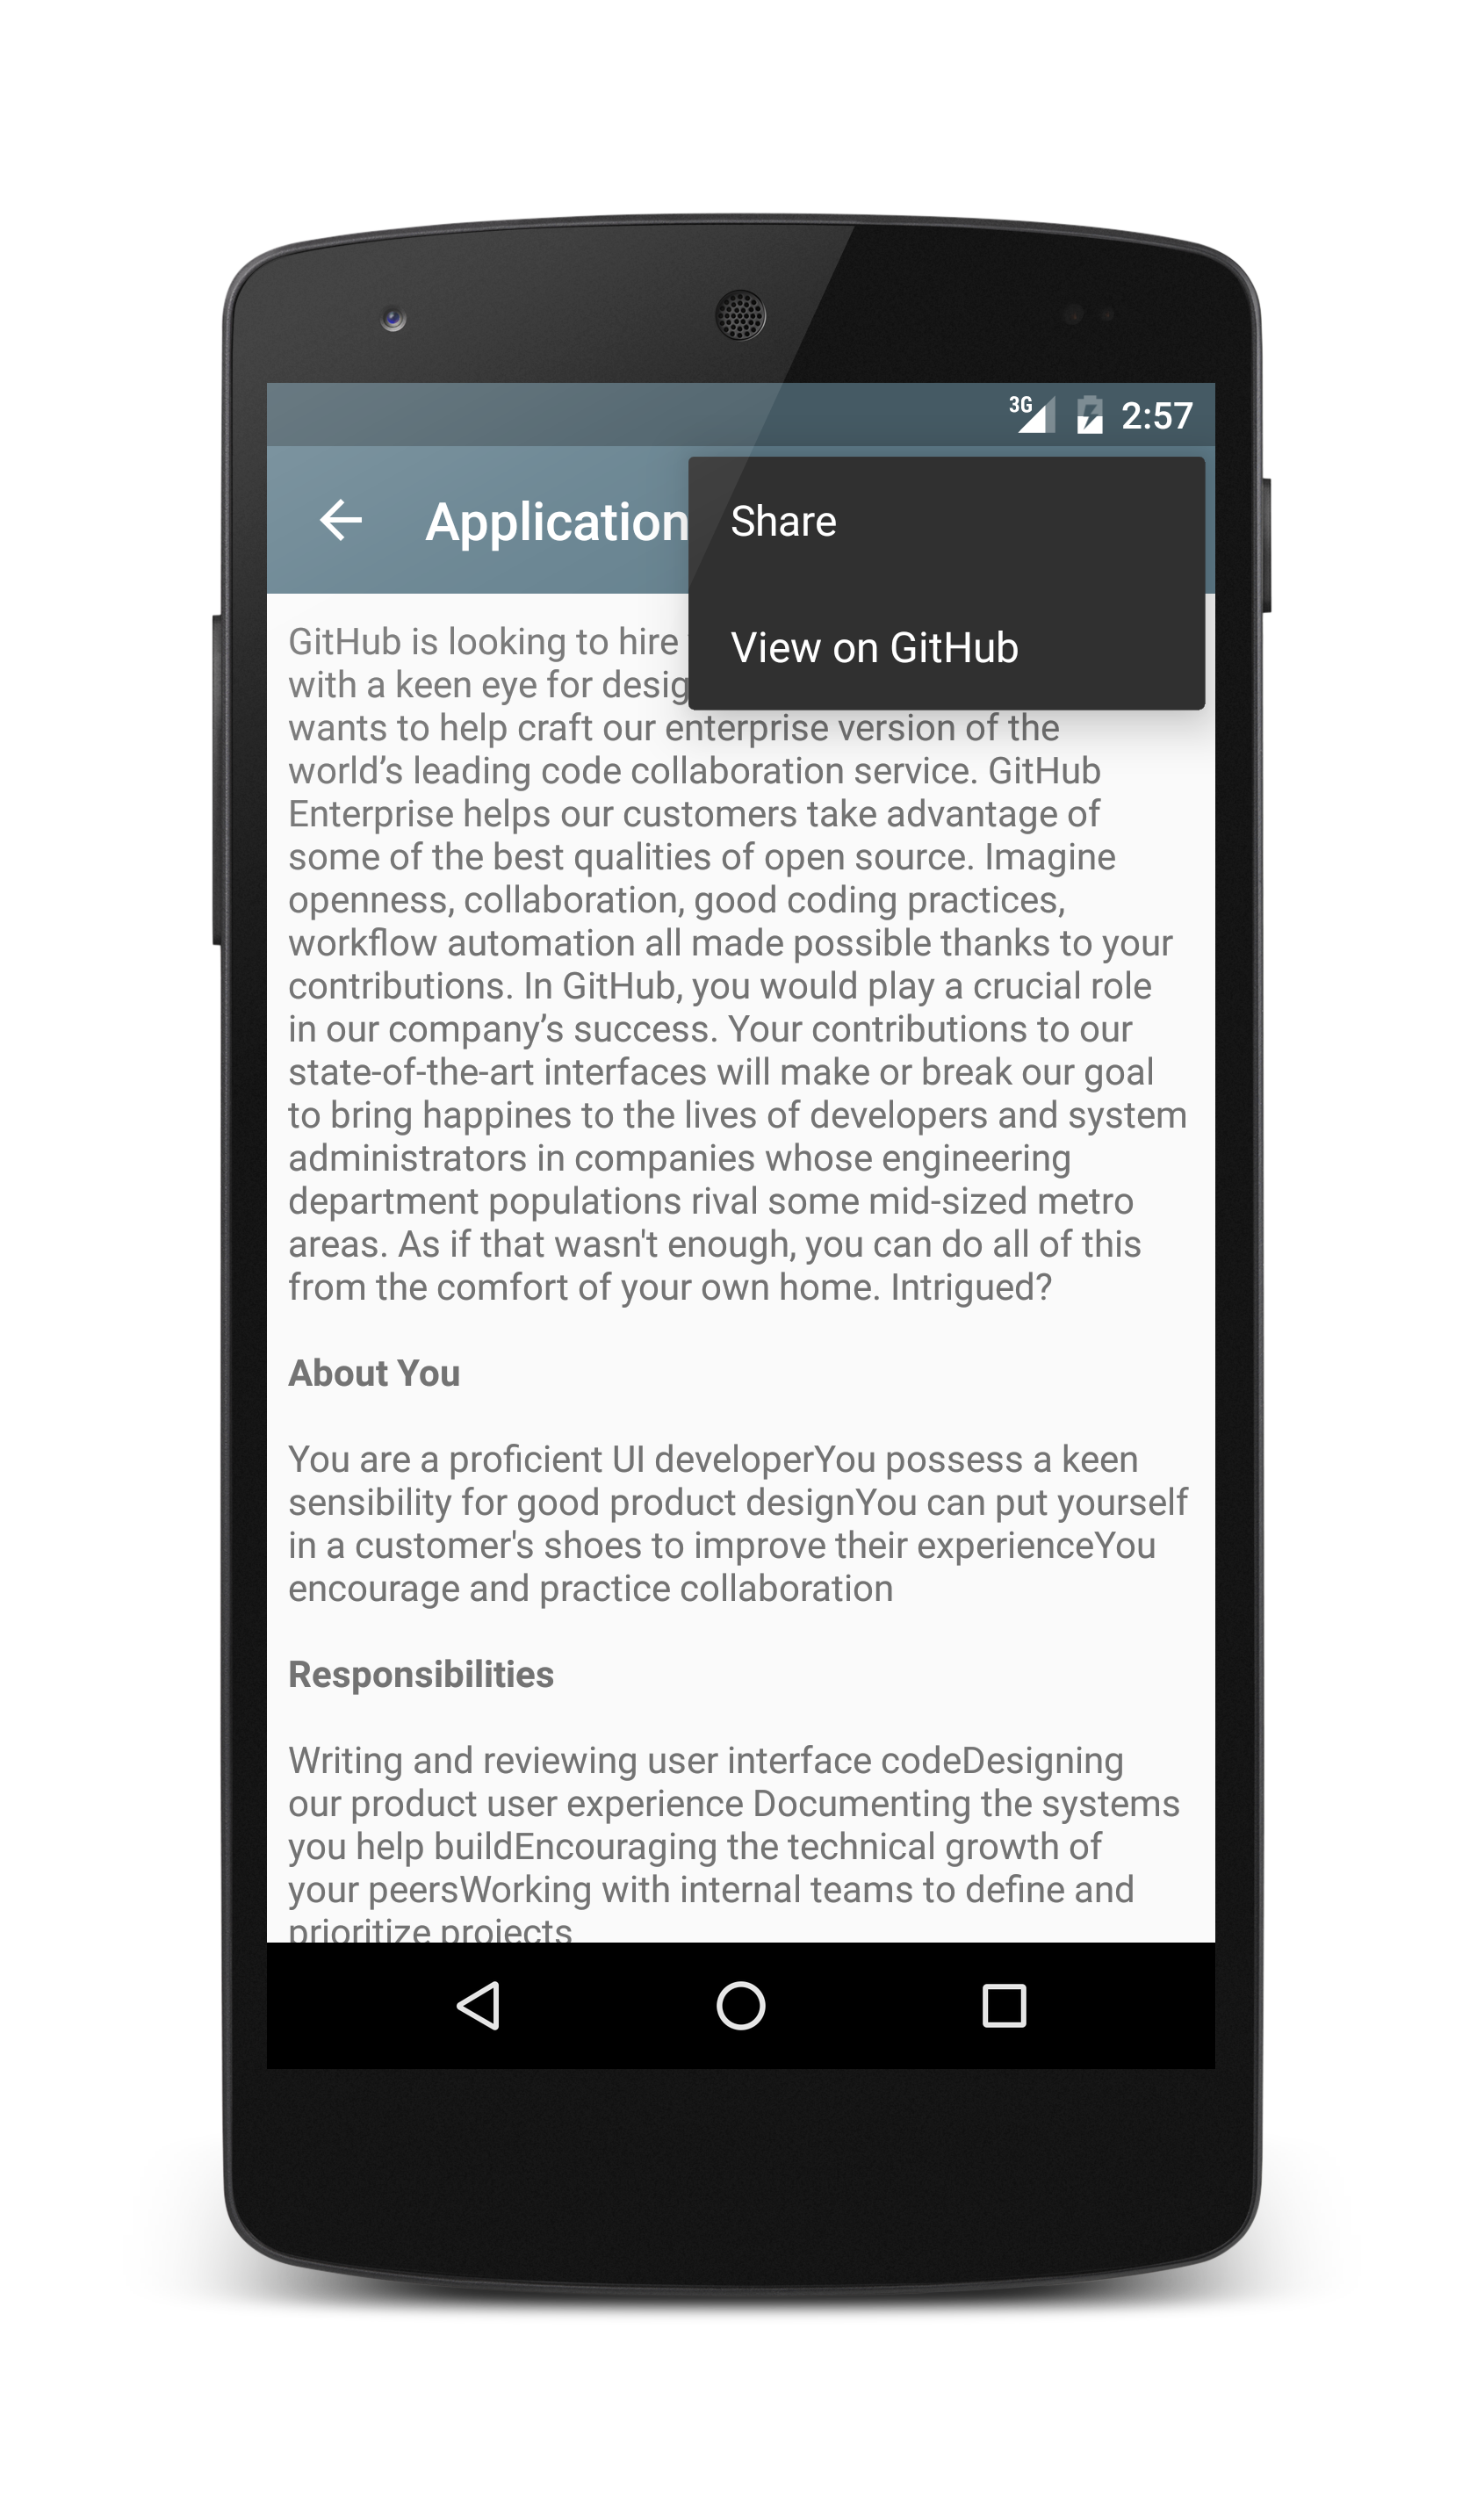 3G 2:57
Application
Share
View on GitHub
GitHub is looking to hire
with a keen eye for desig
wants to help craft our enterprise version of the
world’s leading code collaboration service. GitHub
Enterprise helps our customers take advantage of
some of the best qualities of open source. Imagine
openness, collaboration, good coding practices,
workflow automation all made possible thanks to your
contributions. In GitHub, you would play a crucial role
in our company’s success. Your contributions to our
state-of-the-art interfaces will make or break our goal
to bring happines to the lives of developers and system
administrators in companies whose engineering
department populations rival some mid-sized metro
areas. As if that wasn't enough, you can do all of this
from the comfort of your own home. Intrigued?
About You
You are a proficient UI developerYou possess a keen
sensibility for good product designYou can put yourself
in a customer's shoes to improve their experienceYou
encourage and practice collaboration
Responsibilities
Writing and reviewing user interface codeDesigning
our product user experience Documenting the systems
you help buildEncouraging the technical growth of
your peersWorking with internal teams to define and
prioritize projects